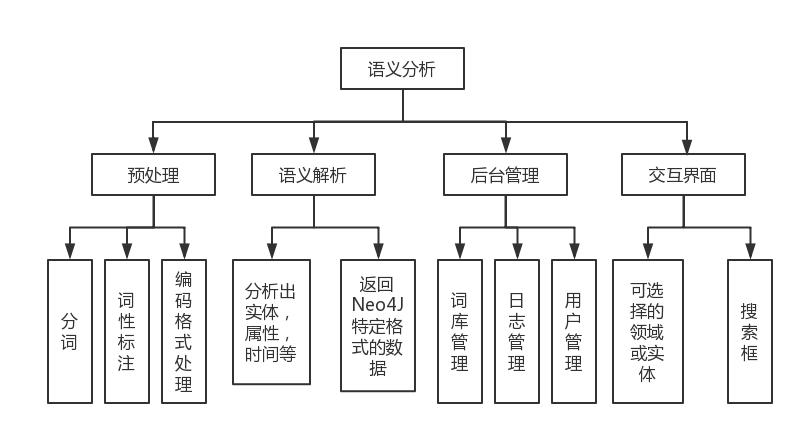 语义分析
预处理
语义解析
后台管理
交互界面
分
词
词
性
标
注
编
码
格
式
处
理
分析出
实体，
属性，
时间等
返回
Neo4J
特定格
式的数
据
词
库
管
理
日
志
管
理
用
户
管
理
可选
择的
领域
或实
体
搜
索
框